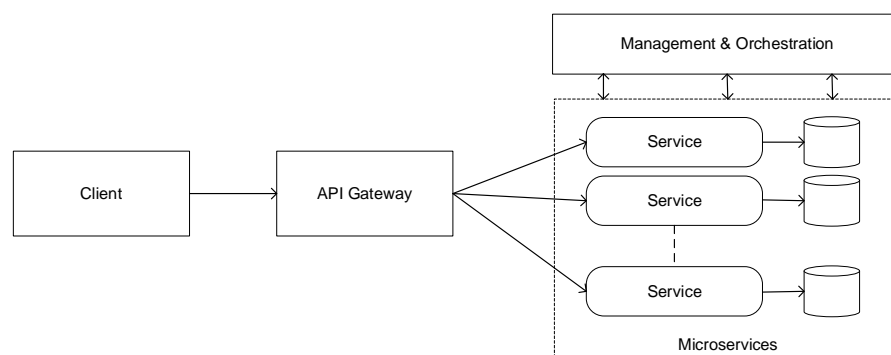 Management & Orchestration
Service
Client
API Gateway
Service
Service
Microservices